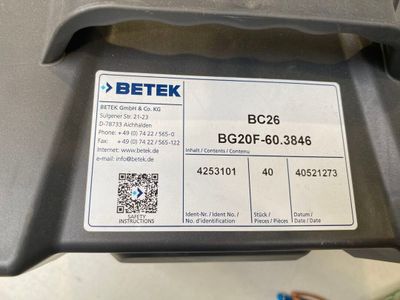 BETEK
BETEK GmbH & Co. KG
Sulgener Str. 21-23
D-78733 Aichhalden
Phone: +49 (0) 74 22 / 565-0
Fax: +49 (0) 74 22 / 565-122
Internet: www.betek.de
e-mail: info@betek.de
SAFETY
INSTRUCTIONS
BC26
BG20F-60.3846
Inhalt / Contents / Contenu
4253101 40 40521273
Ident-Nr. / Ident No. / Stück / Datum / Date /
No. d'identification Pieces / Pièces Date